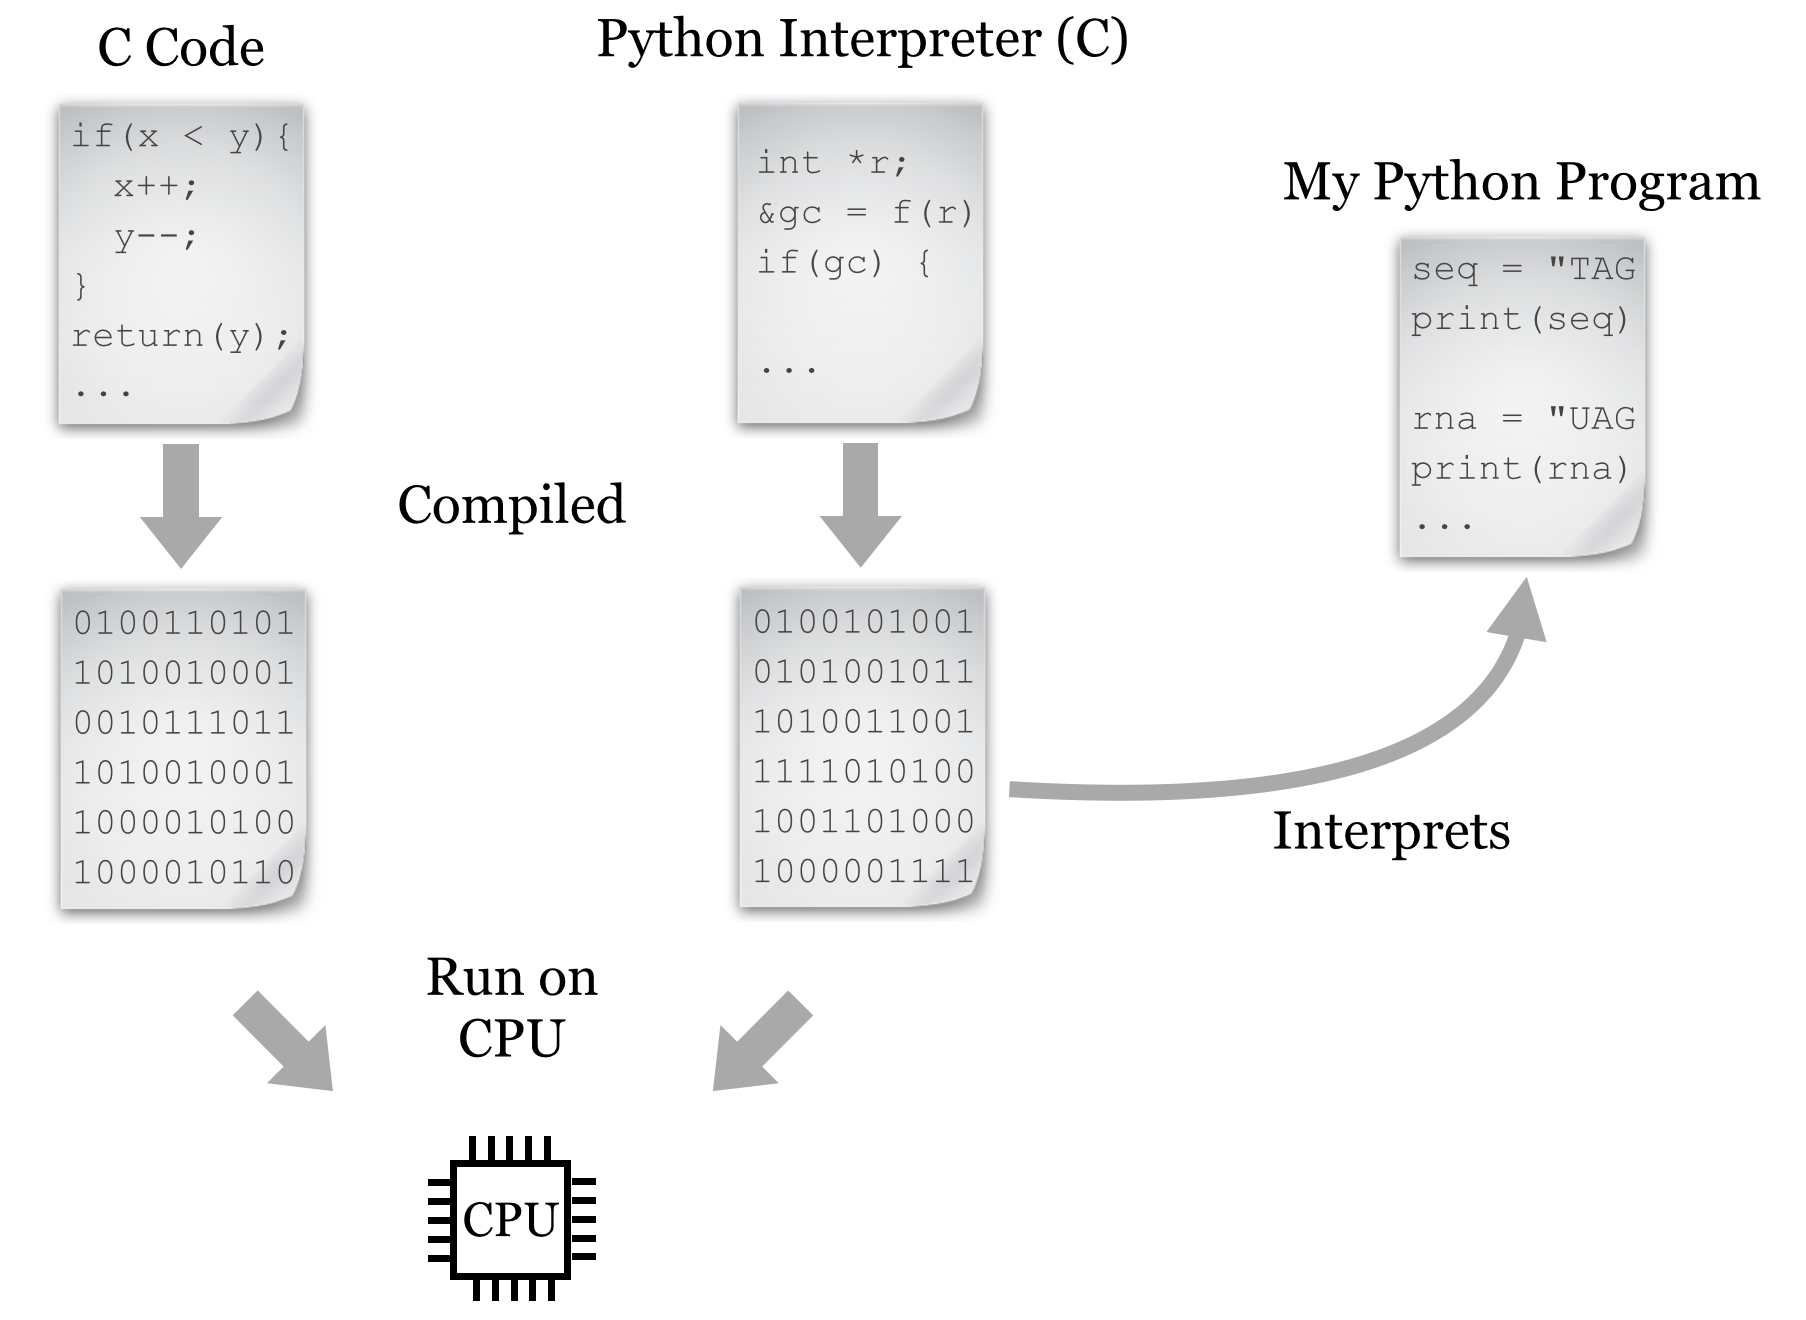 C Code
if(x < y){
  x++;
  y--;
}
return(y);
...
Python Interpreter (C)
int *r;
&gc = f(r)
if(gc) {
...
My Python Program
seq = "TAG
print(seq)
rna = "UAG
print(rna)
...
Compiled
0100110101
1010010001
0010111011
1010010001
1000010100
1000010110
0100101001
0101001011
1010011001
1111010100
1001101000
1000001111
Interprets
Run on
CPU
CPU